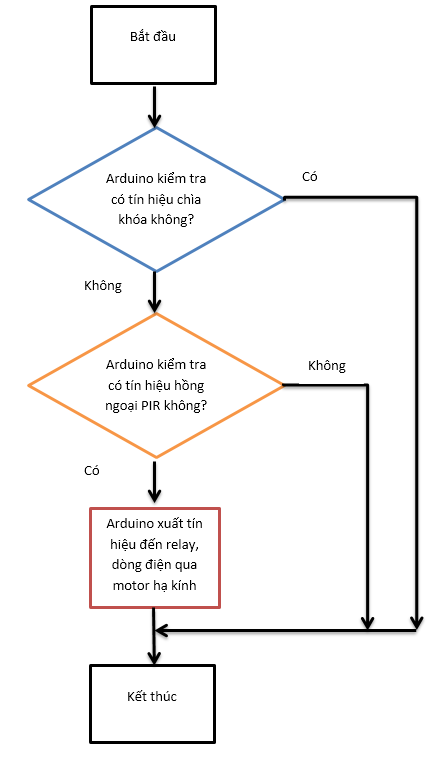 Bắt đầu
Arduino kiểm tra
có tín hiệu chìa
khóa không?
Có
Không
Arduino kiểm tra
có tín hiệu hồng
ngoại PIR không?
Không
Có
Arduino xuất tín
hiệu đến relay,
dòng điện qua
motor hạ kính
Kết thúc